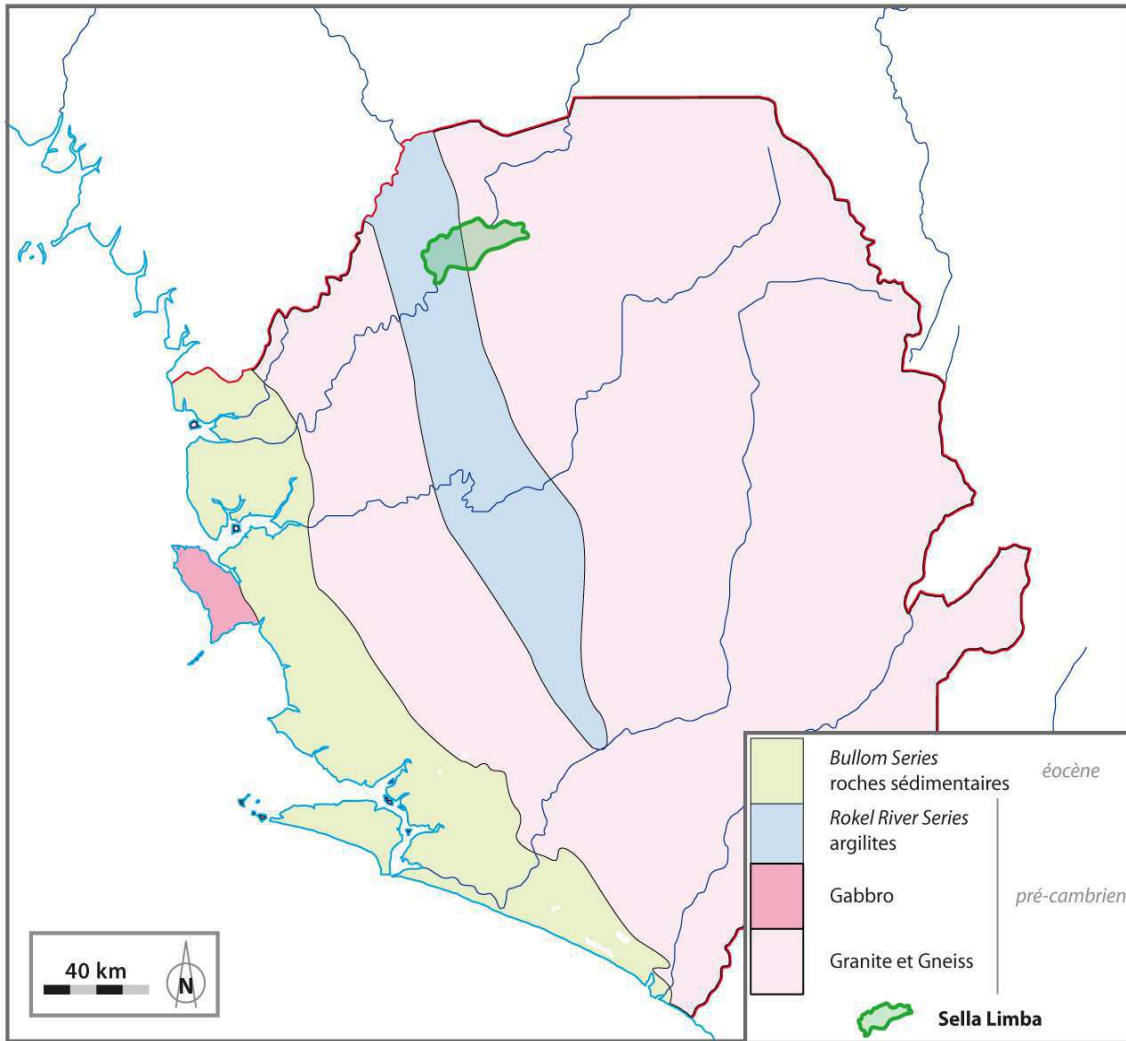 Bullom Series
roches sédimentaires
éocène
Rokel River Series
argilites
Gabbro
pré-cambrien
Granite et Gneiss
Sella Limba
40 km
N